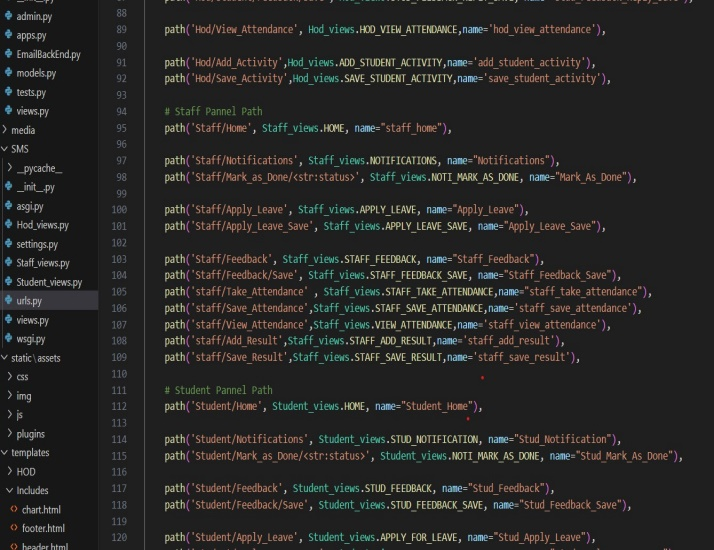 admin.py
apps.py
EmailBackEnd.py
models.py
tests.py
views.py
media
SMS
__pycache__
__init__.py
asgi.py
Hod_views.py
settings.py
Staff_views.py
Student_views.py
urls.py
views.py
wsgi.py
static \ assets
css
img
js
plugins
templates
HOD
Includes
chart.html
footer.html
header.html
88
89 path('Hod/View_Attendance', Hod_views.HOD_VIEW_ATTENDANCE,name='hod_view_attendance'),
90
91 path('Hod/Add_Activity',Hod_views.ADD_STUDENT_ACTIVITY,name='add_student_activity'),
92 path('Hod/Save_Activity',Hod_views.SAVE_STUDENT_ACTIVITY,name='save_student_activity'),
93
94 # Staff Pannel Path
95 path('Staff/Home', Staff_views.HOME, name="staff_home"),
96
97 path('Staff/Notifications', Staff_views.NOTIFICATIONS, name="Notifications"),
98 path('Staff/Mark_as_Done/<str:status>', Staff_views.NOTI_MARK_AS_DONE, name="Mark_As_Done"),
99
100 path('Staff/Apply_Leave', Staff_views.APPLY_LEAVE, name="Apply_Leave"),
101 path('Staff/Apply_Leave_Save', Staff_views.APPLY_LEAVE_SAVE, name="Apply_Leave_Save"),
102
103 path('Staff/Feedback', Staff_views.STAFF_FEEDBACK, name="Staff_Feedback"),
104 path('Staff/Feedback/Save', Staff_views.STAFF_FEEDBACK_SAVE, name="Staff_Feedback_Save"),
105 path('Staff/Take_Attendance' , Staff_views.STAFF_TAKE_ATTENDANCE,name="staff_take_attendance"),
106 path('staff/Save_Attendance',Staff_views.STAFF_SAVE_ATTENDANCE,name='staff_save_attendance'),
107 path('staff/View_Attendance',Staff_views.VIEW_ATTENDANCE,name='staff_view_attendance'),
108 path('staff/Add_Result',Staff_views.STAFF_ADD_RESULT,name='staff_add_result'),
109 path('staff/Save_Result',Staff_views.STAFF_SAVE_RESULT,name='staff_save_result'),
110
111 # Student Pannel Path
112 path('Student/Home', Student_views.HOME, name="Student_Home"),
113
114 path('Student/Notifications', Student_views.STUD_NOTIFICATION, name="Stud_Notification"),
115 path('Student/Mark_as_Done/<str:status>', Student_views.NOTI_MARK_AS_DONE, name="Stud_Mark_As_Done"),
116
117 path('Student/Feedback', Student_views.STUD_FEEDBACK, name="Stud_Feedback"),
118 path('Student/Feedback/Save', Student_views.STUD_FEEDBACK_SAVE, name="Stud_Feedback_Save"),
119
120 path('Student/Apply_Leave', Student_views.APPLY_FOR_LEAVE, name="Stud_Apply_Leave"),